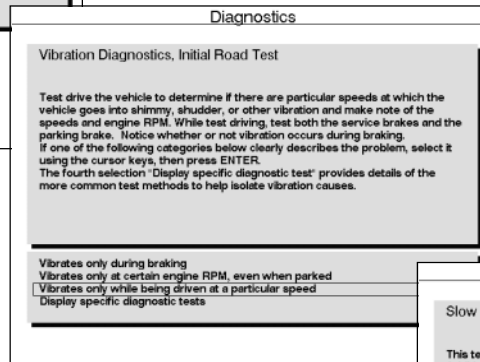 Diagnostics
Vibration Diagnostics, Initial Road Test
Test drive the vehicle to determine if there are particular speeds at which the
vehicle goes into shimmy, shudder, or other vibration and make note of the
speeds and engine RPM. While test driving, test both the service brakes and the
parking brake. Notice whether or not vibration occurs during braking.
If one of the following categories below clearly describes the problem, select it
using the cursor keys, then press ENTER.
The fourth selection "Display specific diagnostic test" provides details of the
more common test methods to help isolate vibration causes.
Vibrates only during braking
Vibrates only at certain engine RPM, even when parked
Vibrates only while being driven at a particular speed
Display specific diagnostic tests
Slow
This te